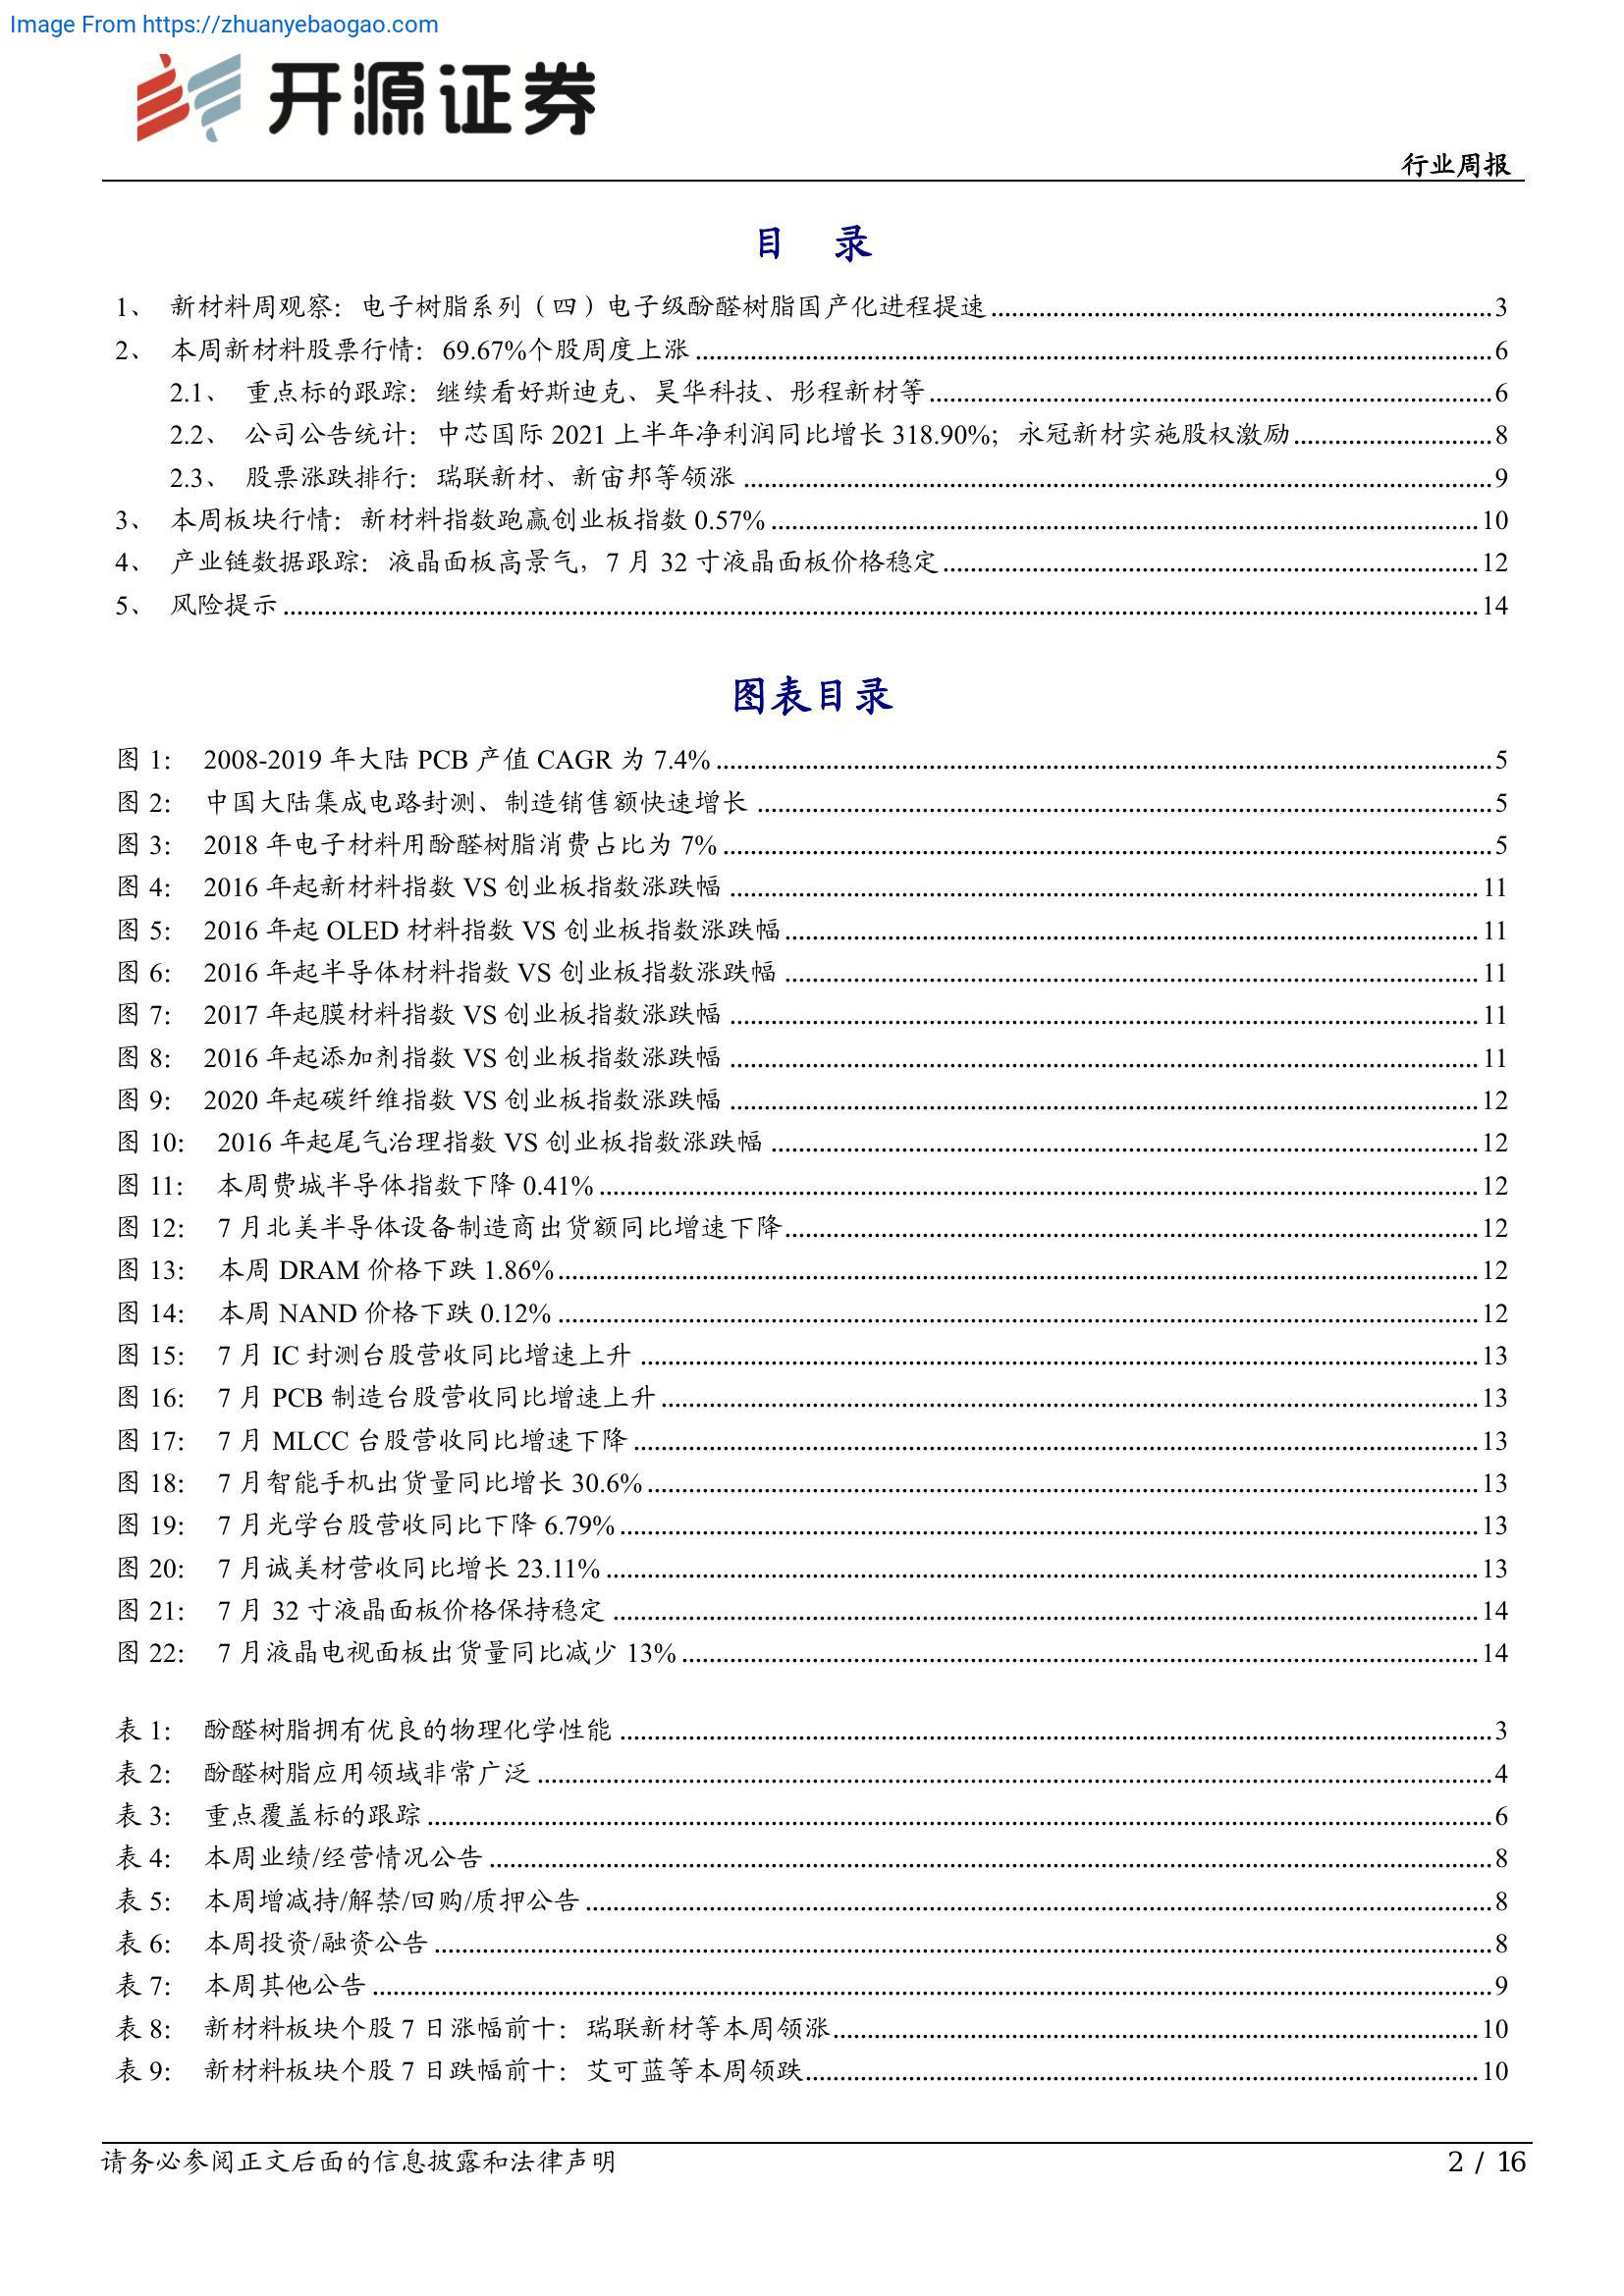 Image From https://zhuanyebaogao.com
开源证券
行业周报
目 录
1、 新材料周观察：电子树脂系列（四）电子级酚醛树脂国产化进程提速 3
2、 本周新材料股票行情：69.67%个股周度上涨 6
2.1、 重点标的跟踪：继续看好斯迪克、昊华科技、彤程新材等 6
2.2、 公司公告统计：中芯国际 2021 上半年净利润同比增长 318.90%；永冠新材实施股权激励 8
2.3、 股票涨跌排行：瑞联新材、新宙邦等领涨 9
3、 本周板块行情：新材料指数跑赢创业板指数 0.57% 10
4、 产业链数据跟踪：液晶面板高景气，7 月 32 寸液晶面板价格稳定 12
5、 风险提示 14
图表目录
图 1： 2008-2019 年大陆 PCB 产值 CAGR 为 7.4% 5
图 2： 中国大陆集成电路封测、制造销售额快速增长 5
图 3： 2018 年电子材料用酚醛树脂消费占比为 7% 5
图 4： 2016 年起新材料指数 VS 创业板指数涨跌幅 11
图 5： 2016 年起 OLED 材料指数 VS 创业板指数涨跌幅 11
图 6： 2016 年起半导体材料指数 VS 创业板指数涨跌幅 11
图 7： 2017 年起膜材料指数 VS 创业板指数涨跌幅 11
图 8： 2016 年起添加剂指数 VS 创业板指数涨跌幅 11
图 9： 2020 年起碳纤维指数 VS 创业板指数涨跌幅 12
图 10： 2016 年起尾气治理指数 VS 创业板指数涨跌幅 12
图 11： 本周费城半导体指数下降 0.41% 12
图 12： 7 月北美半导体设备制造商出货额同比增速下降 12
图 13： 本周 DRAM 价格下跌 1.86% 12
图 14： 本周 NAND 价格下跌 0.12% 12
图 15： 7 月 IC 封测台股营收同比增速上升 13
图 16： 7 月 PCB 制造台股营收同比增速上升 13
图 17： 7 月 MLCC 台股营收同比增速下降 13
图 18： 7 月智能手机出货量同比增长 30.6% 13
图 19： 7 月光学台股营收同比下降 6.79% 13
图 20： 7 月诚美材营收同比增长 23.11% 13
图 21： 7 月 32 寸液晶面板价格保持稳定 14
图 22： 7 月液晶电视面板出货量同比减少 13% 14
表 1： 酚醛树脂拥有优良的物理化学性能 3
表 2： 酚醛树脂应用领域非常广泛 4
表 3： 重点覆盖标的跟踪 6
表 4： 本周业绩/经营情况公告 8
表 5： 本周增减持/解禁/回购/质押公告 8
表 6： 本周投资/融资公告 8
表 7： 本周其他公告 9
表 8： 新材料板块个股 7 日涨幅前十：瑞联新材等本周领涨 10
表 9： 新材料板块个股 7 日跌幅前十：艾可蓝等本周领跌 10
请务必参阅正文后面的信息披露和法律声明 2 / 16